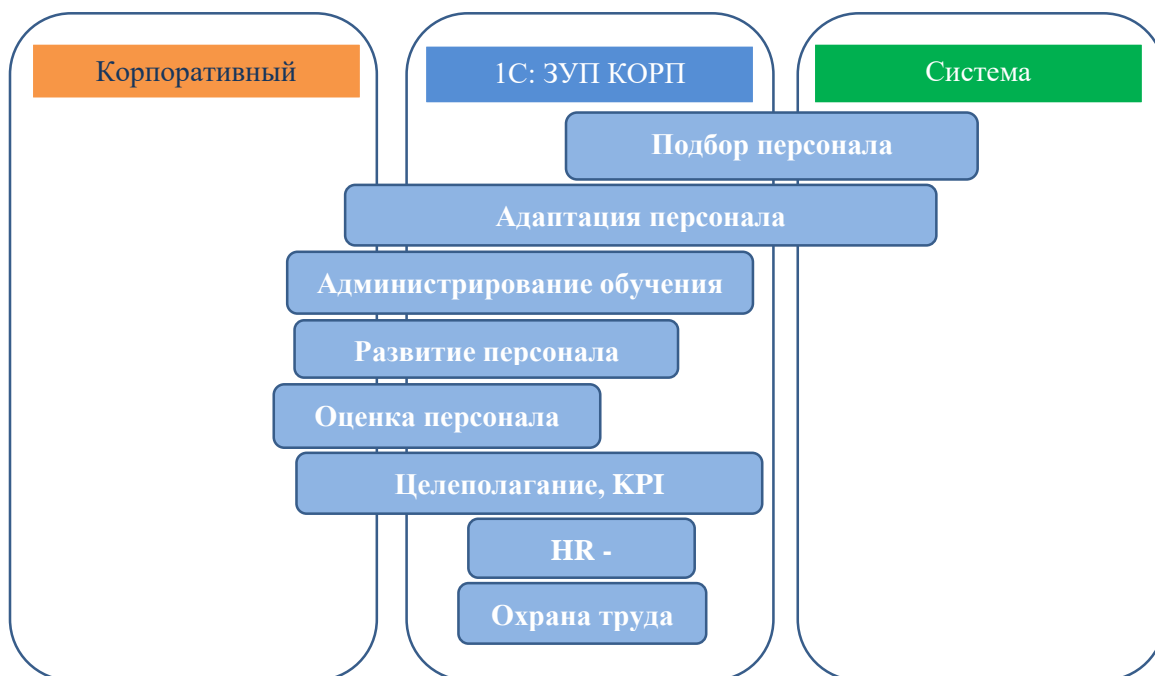 Корпоративный
1С: ЗУП КОРП
Система
Подбор персонала
Адаптация персонала
Администрирование обучения
Развитие персонала
Оценка персонала
Целеполагание, KPI
HR -
Охрана труда